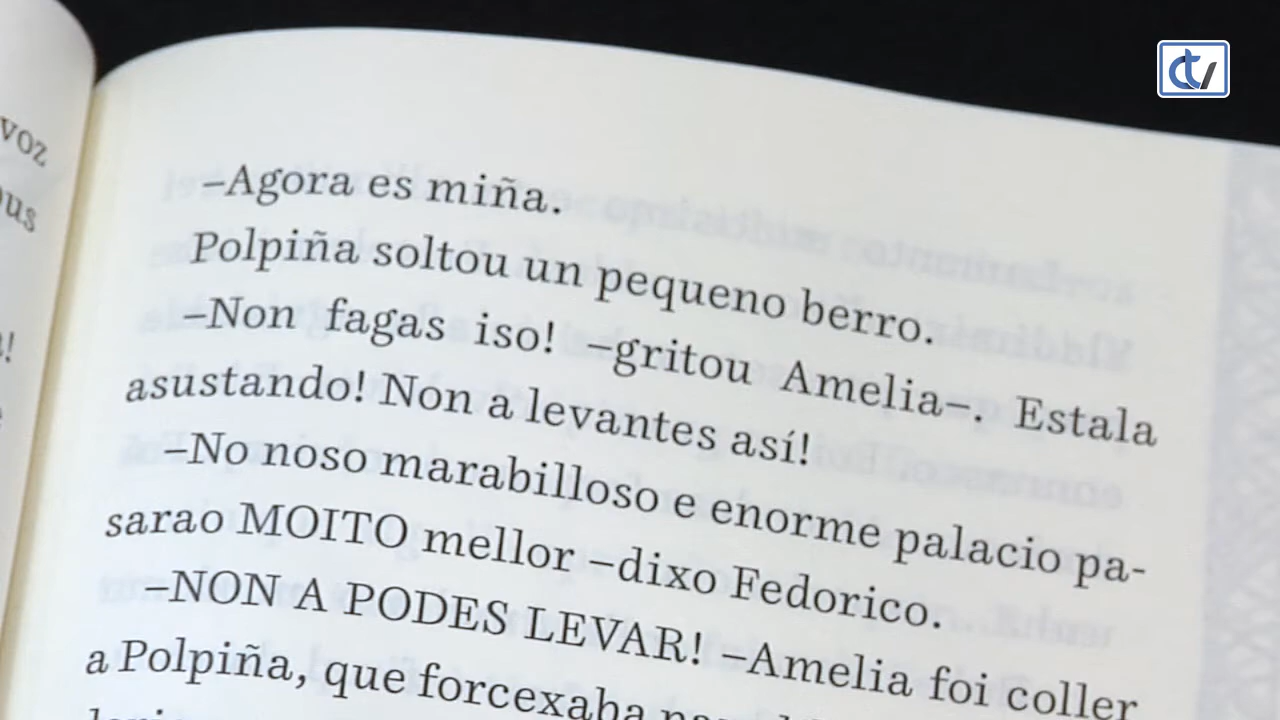 voz
–Agora es miña.
Polpiña soltou un pequeno berro.
–Non fagas iso! –gritou Amelia–. Estala
asustando! Non a levantes así!
–No noso marabilloso e enorme palacio pa-
sarao MOITO mellor –dixo Fedorico.
–NON A PODES LEVAR! –Amelia foi coller
a Polpiña, que forcexaba